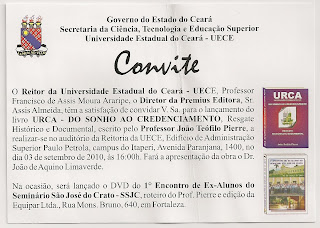 Governo do Estado do Ceará
Secretaria da Ciência, Tecnologia e Educação Superior
Universidade Estadual do Ceará - UECE
Convite
O Reitor da Universidade Estadual do Ceará - UECE, Professor
Francisco de Assis Moura Araripe, o Diretor da Premius Editora, Sr.
Assis Almeida, têm a satisfação de convidar V. Sa. para o lançamento do
livro URCA - DO SONHO AO CREDENCIAMENTO, Resgate
Histórico e Documental, escrito pelo Professor João Teófilo Pierre, a
realizar-se no auditório da Reitoria da UECE, Edifício de Administração
Superior Paulo Petrola, campus do Itaperi, Avenida Paranjana, 1400, no
dia 03 de setembro de 2010, às 16:00h. Fará a apresentação da obra o Dr.
João de Aquino Limaverde.
Na ocasião, será lançado o DVD do 1º Encontro de Ex-Alunos do
Seminário São José do Crato - SSJC, roteiro do Prof. Pierre e edição da
Equipar Ltda., Rua Mons. Bruno, 640, em Fortaleza.
URCA